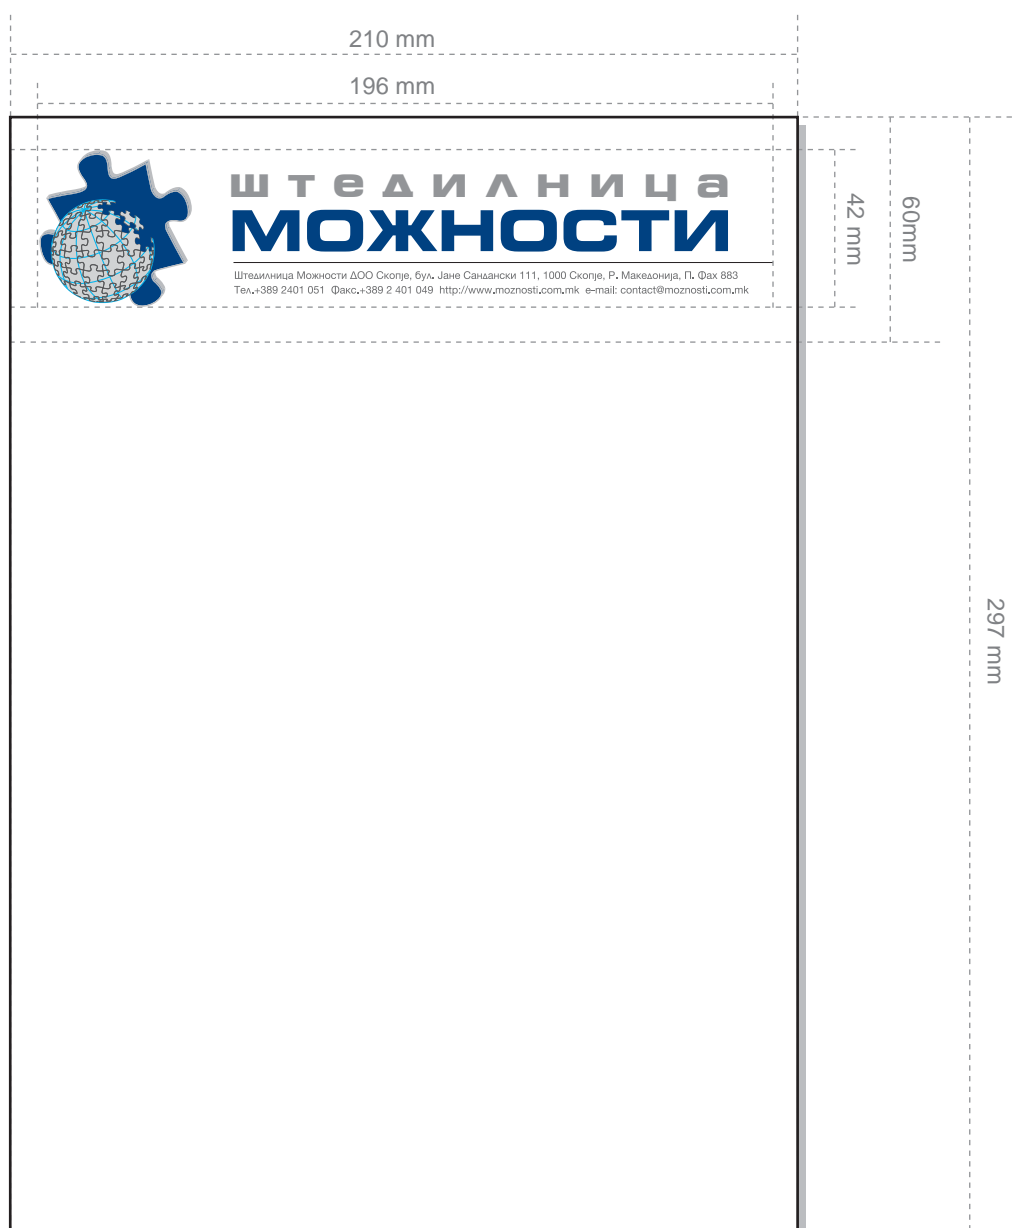 210 mm
196 mm
штедилница
МОЖНОСТИ
Штедилница Можности ДОО Скопје, бул. Јане Сандански 111, 1000 Скопје, Р. Македонија, П. Фах 883
Тел.+389 2401 051 Факс.+389 2 401 049 http://www.moznosti.com.mk e-mail: contact@moznosti.com.mk
42 mm
60mm
297 mm